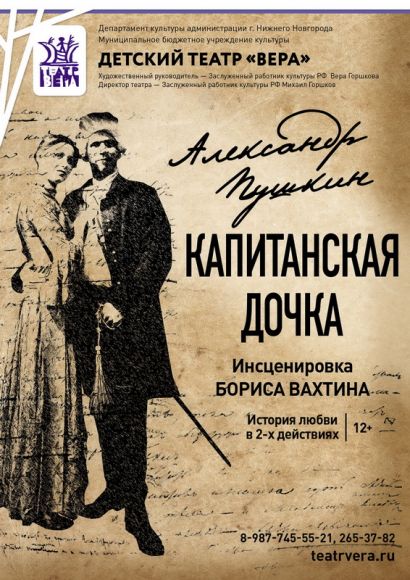 ТЕАТР
ВЕРА
Департамент культуры администрации г. Нижнего Новгорода
Муниципальное бюджетное учреждение культуры
ДЕТСКИЙ ТЕАТР «ВЕРА»
Художественный руководитель — Заслуженный работник культуры РФ Вера Горшкова
Директор театра — Заслуженный работник культуры РФ Михаил Горшков
Александр
Пушкин
КАПИТАНСКАЯ
ДОЧКА
Инсценировка
БОРИСА ВАХТИНА
История любви
в 2-х действиях
12+
8-987-745-55-21, 265-37-82
teatrvera.ru